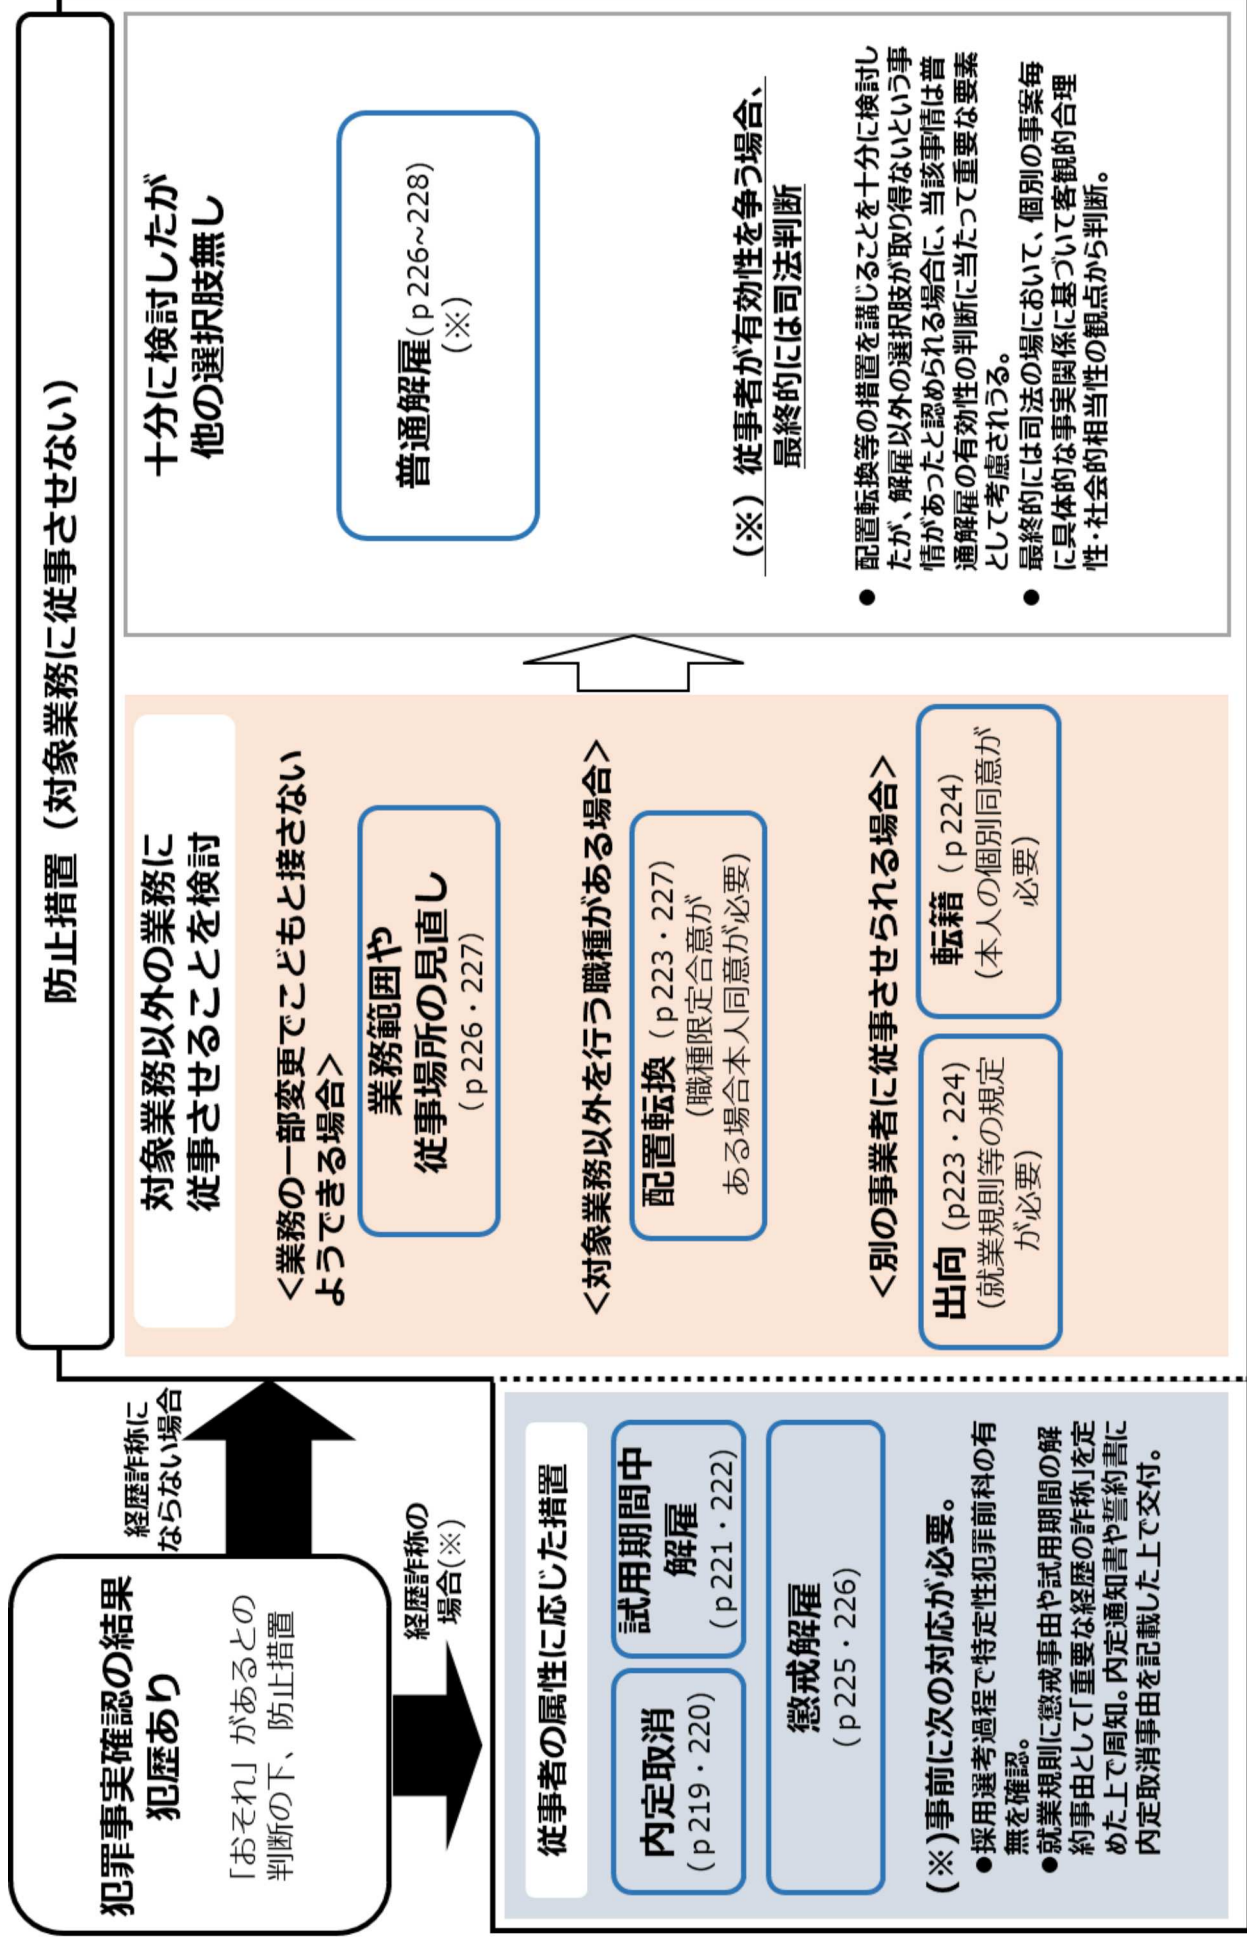 犯罪事実確認の結果
犯歴あり
「おそれ」があるとの
判断の下、防止措置
経歴詐称に
ならない場合
経歴詐称の
場合(※)
従事者の属性に応じた措置
内定取消
(p219・220)
試用期間中
解雇
(p221・222)
懲戒解雇
(p225・226)
(※)事前に次の対応が必要。
●採用選考過程で特定性犯罪前科の有
無を確認。
●就業規則に懲戒事由や試用期間の解
約事由として「重要な経歴の詐称」を定
めた上で周知。内定通知書や誓約書に
内定取消事由を記載した上で交付。
防止措置（対象業務に従事させない）
対象業務以外の業務に
従事させることを検討
＜業務の一部変更でこどもと接さない
ようできる場合＞
業務範囲や
従事場所の見直し
(p226・227)
＜対象業務以外を行う職種がある場合＞
配置転換(p223・227)
(職種限定合意が
ある場合本人同意が必要)
＜別の事業者に従事させられる場合＞
出向(p223・224)
(就業規則等の規定
が必要)
転籍(p224)
(本人の個別同意が
必要)
十分に検討したが
他の選択肢無し
普通解雇(p226~228)
(※)
(※)従事者が有効性を争う場合、
最終的には司法判断
● 配置転換等の措置を講じることを十分に検討し
たが、解雇以外の選択肢が取り得ないという事
情があったと認められる場合に、当該事情は普
通解雇の有効性の判断に当たって重要な要素
として考慮されうる。
● 最終的には司法の場において、個別の事案毎
に具体的な事実関係に基づいて客観的合理
性・社会的相当性の観点から判断。